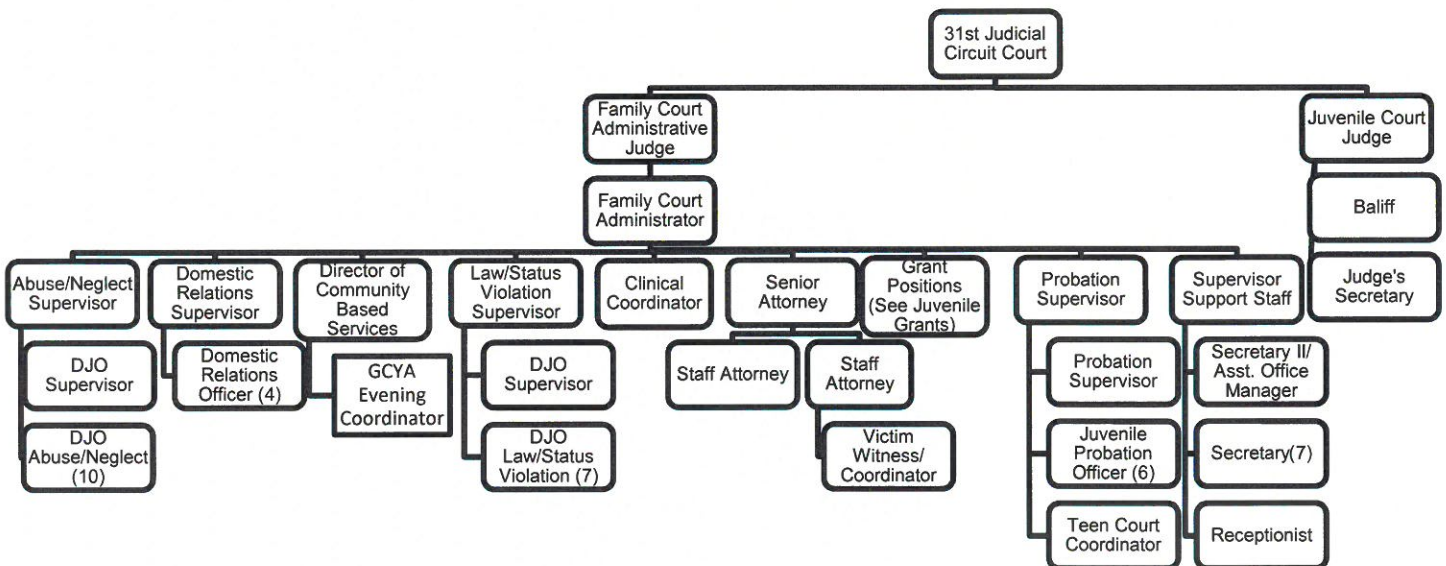 31st Judicial
Circuit Court
Family Court
Administrative
Judge
Juvenile Court
Judge
Family Court
Administrator
Baliff
Judge's
Secretary
Abuse/Neglect
Supervisor
Domestic
Relations
Supervisor
Director of
Community
Based
Services
Law/Status
Violation
Supervisor
Clinical
Coordinator
Senior
Attorney
Grant
Positions
(See Juvenile
Grants)
Probation
Supervisor
Supervisor
Support Staff
DJO
Supervisor
DJO
Abuse/Neglect
(10)
Domestic
Relations
Officer (4)
GCYA
Evening
Coordinator
DJO
Supervisor
DJO
Law/Status
Violation (7)
Staff Attorney
Staff
Attorney
Victim
Witness/
Coordinator
Probation
Supervisor
Juvenile
Probation
Officer (6)
Teen Court
Coordinator
Secretary II/
Asst. Office
Manager
Secretary(7)
Receptionist